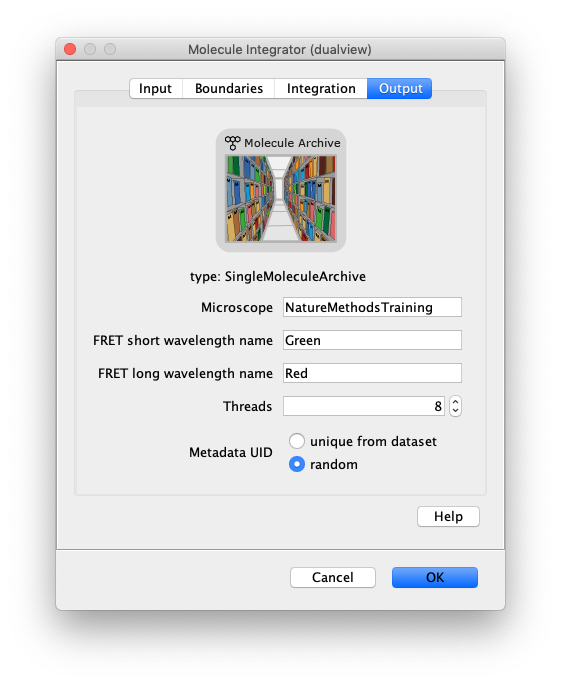 Molecule Integrator (dualview)
Input Boundaries Integration Output
Molecule Archive
type: SingleMoleculeArchive
Microscope NatureMethodsTraining
FRET short wavelength name Green
FRET long wavelength name Red
Threads 8
unique from dataset
Metadata UID
random
Help
Cancel OK